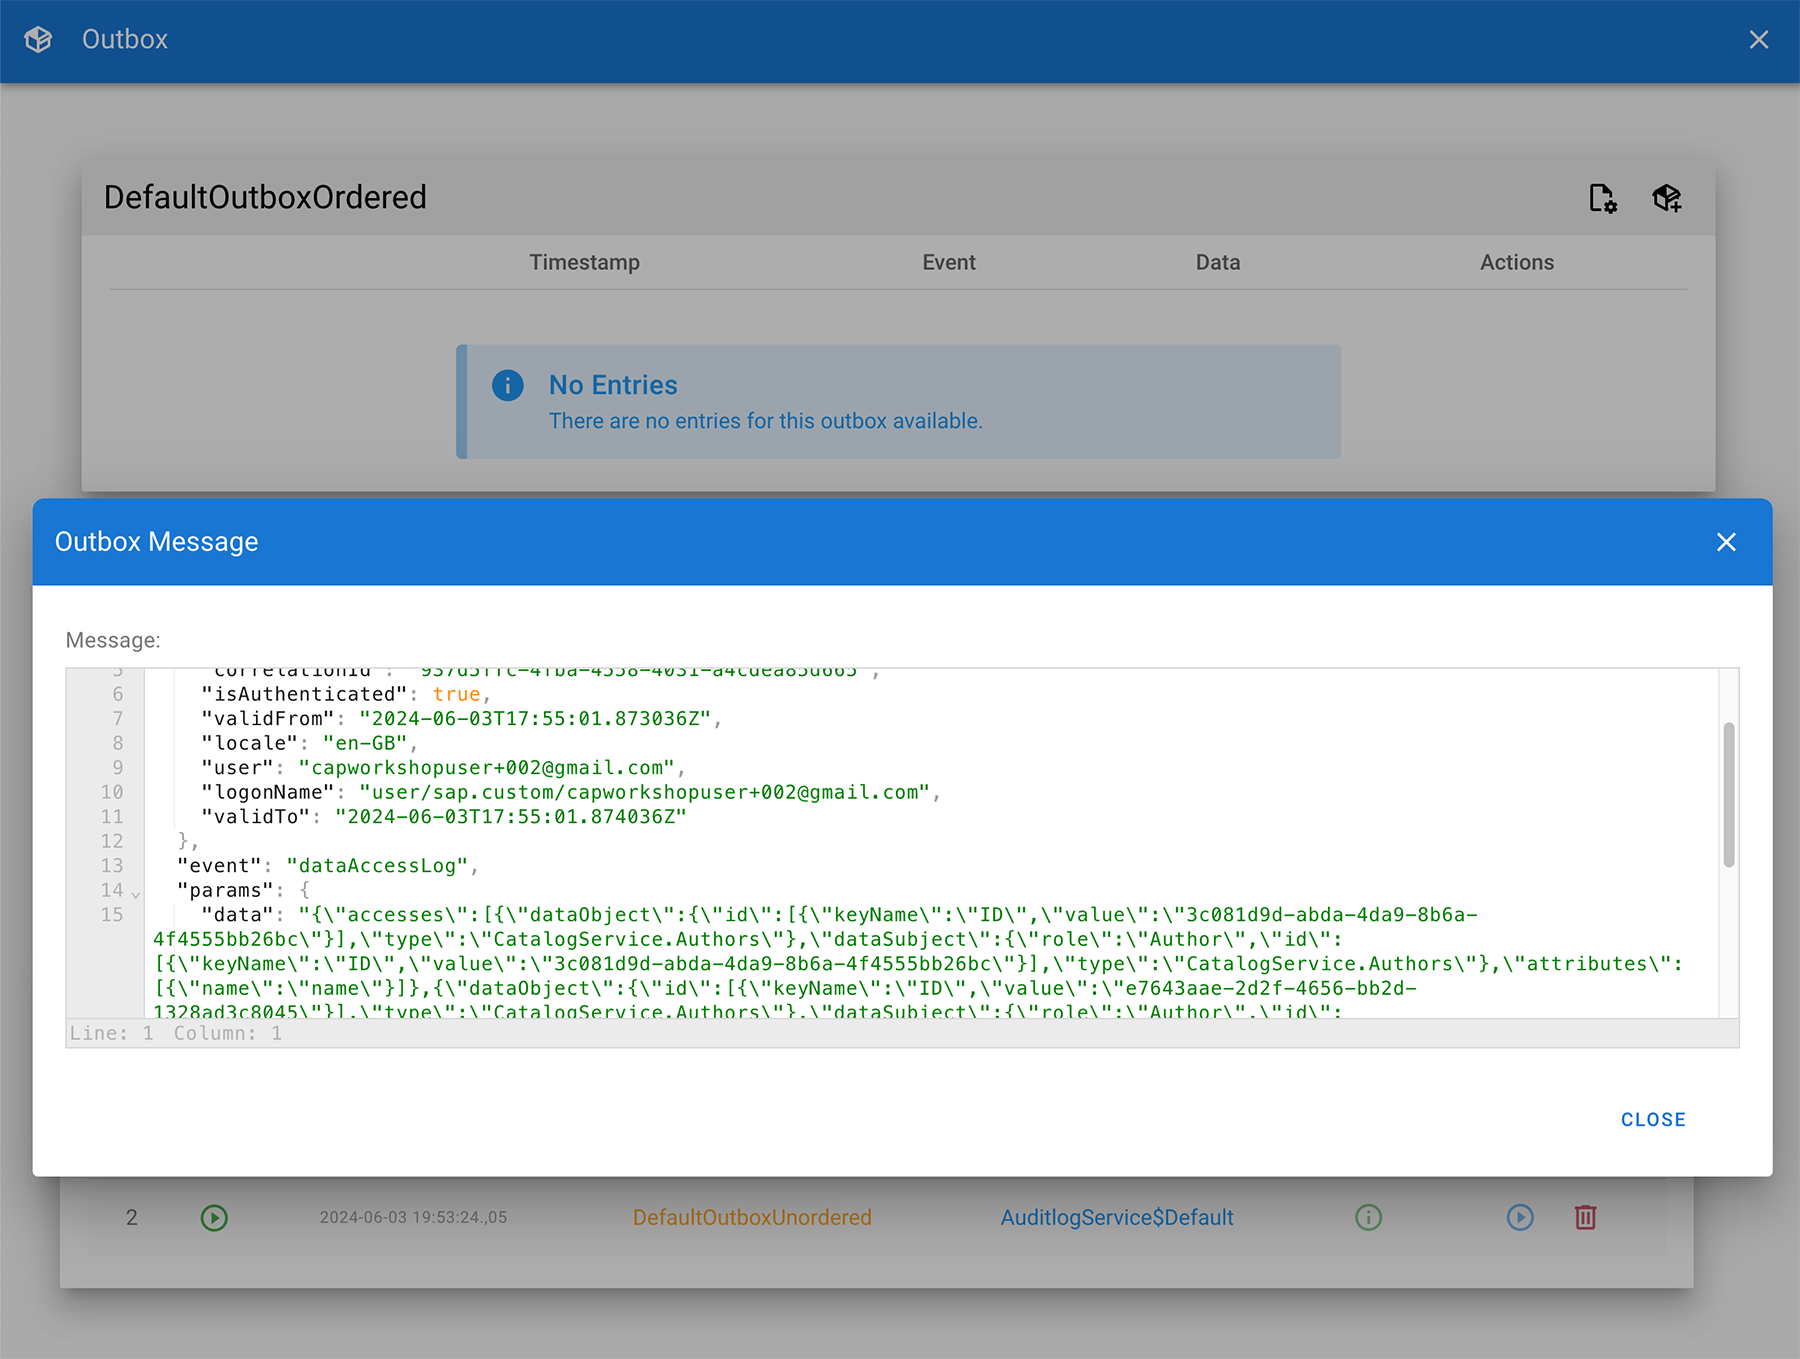 Outbox
DefaultOutboxOrdered
Timestamp Event Data Actions
No Entries
There are no entries for this outbox available.
Outbox Message
Message:
5 "correlationId":
6 "isAuthenticated": true,
7 "validFrom": "2024-06-03T17:55:01.873036Z",
8 "locale": "en-GB",
9 "user": "capworkshopuser+002@gmail.com",
10 "logonName": "user/sap.custom/capworkshopuser+002@gmail.com",
11 "validTo": "2024-06-03T17:55:01.874036Z"
12 },
13 "event": "dataAccessLog",
14 "params": {
15 "data": "{\"accesses\":[{\"dataObject\":{\"id\":[{\"keyName\":\"ID\",\"value\":\"3c081d9d-abda-4da9-8b6a-
4f4555bb26bc\"}],\"type\":\"CatalogService.Authors\"},\"dataSubject\":{\"role\":\"Author\",\"id\":
[{\"keyName\":\"ID\",\"value\":\"3c081d9d-abda-4da9-8b6a-4f4555bb26bc\"}],\"type\":\"CatalogService.Authors\"},\"attributes\":
[{\"name\":\"name\"}]},{\"dataObject\":{\"id\":[{\"keyName\":\"ID\",\"value\":\"e7643aae-2d2f-4656-bb2d-
1328ad3c8045\"}],\"type\":\"CatalogService.Authors\"},\"dataSubject\":{\"role\":\"Author\",\"id\":
Line: 1 Column: 1
CLOSE
2 2024-06-03 19:53:24.,05 DefaultOutboxUnordered AuditlogService$Default